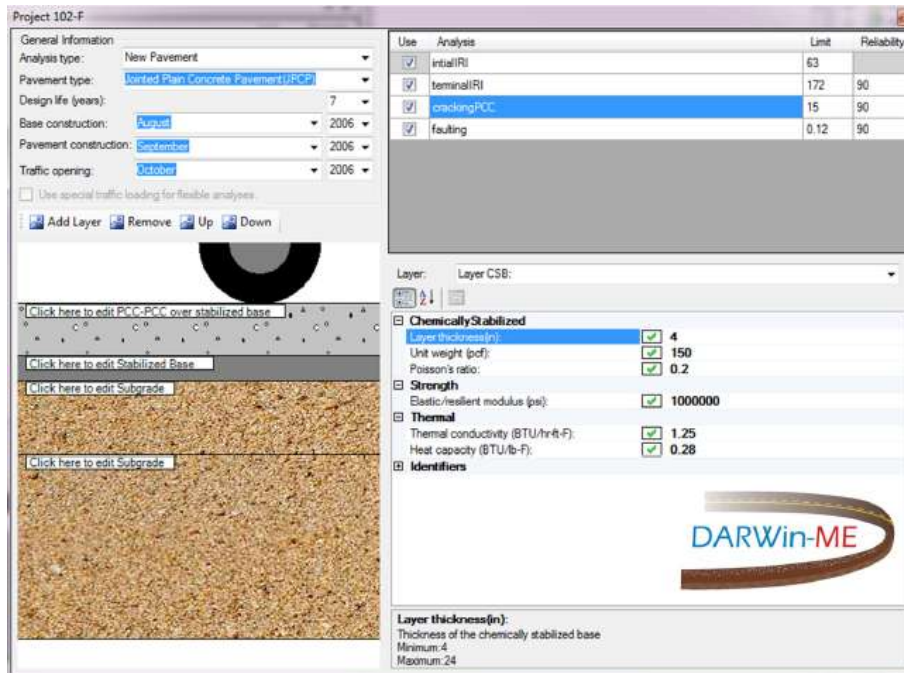 Project 102-F
General Information
Analysis type: New Pavement
Pavement type: Jointed Plain Concrete Pavement(JPCP)
Design life (years): 7
Base construction: August 2006
Pavement construction: September 2006
Traffic opening: October 2006
Use special traffic loading for flexible analyses.
Add Layer Remove Up Down
Click here to edit PCC-PCC over stabilized base
Click here to edit Stabilized Base
Click here to edit Subgrade
Click here to edit Subgrade
Use Analysis Limit Reliability
intialIRI 63
terminalIRI 172 90
crackingPCC 15 90
faulting 0.12 90
Layer: Layer CSB:
ChemicallyStabilized
Layer thickness(in): 4
Unit weight (pcf): 150
Poisson's ratio: 0.2
Strength
Elastic/resilient modulus (psi): 1000000
Thermal
Thermal conductivity (BTU/hr-ft-F): 1.25
Heat capacity (BTU/lb-F): 0.28
Identifiers
DARWin-ME
Layer thickness(in):
Thickness of the chemically stabilized base
Minimum:4
Maximum:24